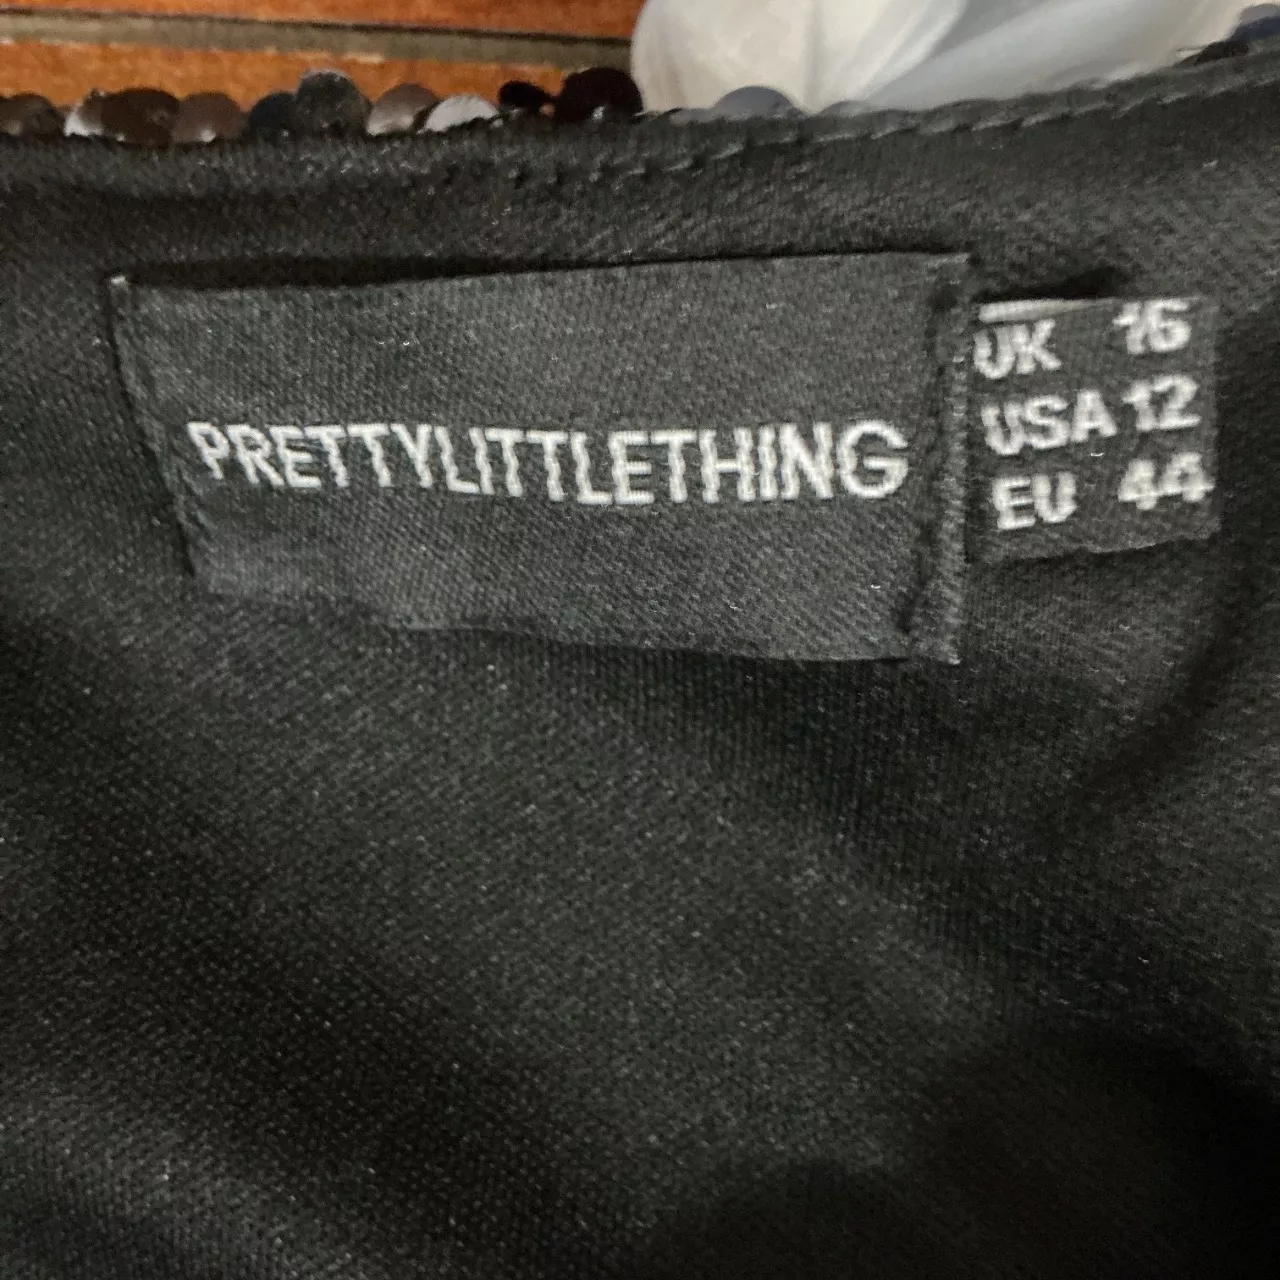 PRETTYLITTLETHING
UK 16
USA 12
EU 44